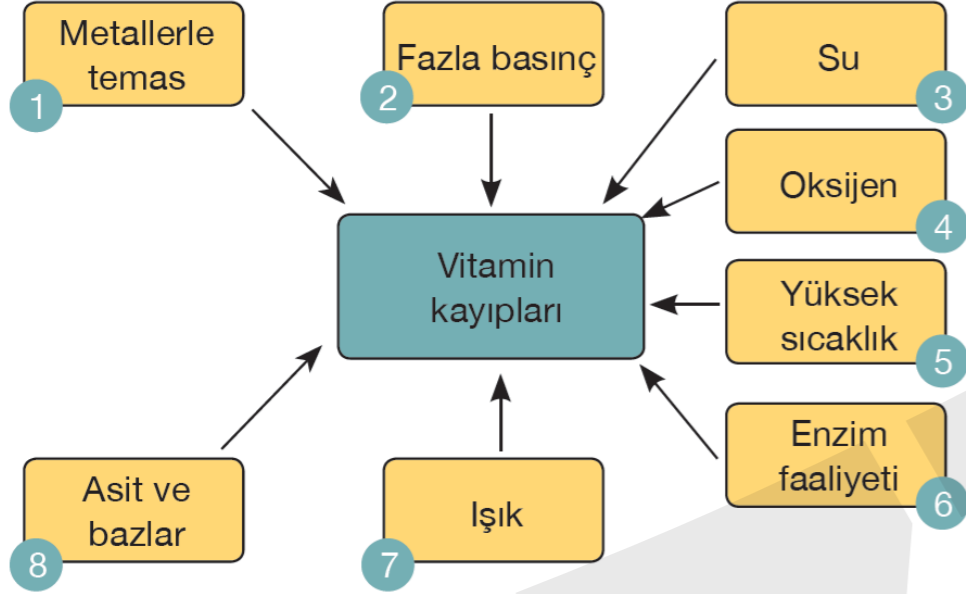 Metallerle
temas
1
Fazla basınç
2
Su
3
Oksijen
4
Yüksek
sıcaklık
5
Enzim
faaliyeti
6
Işık
7
Asit ve
bazlar
8
Vitamin
kayıpları